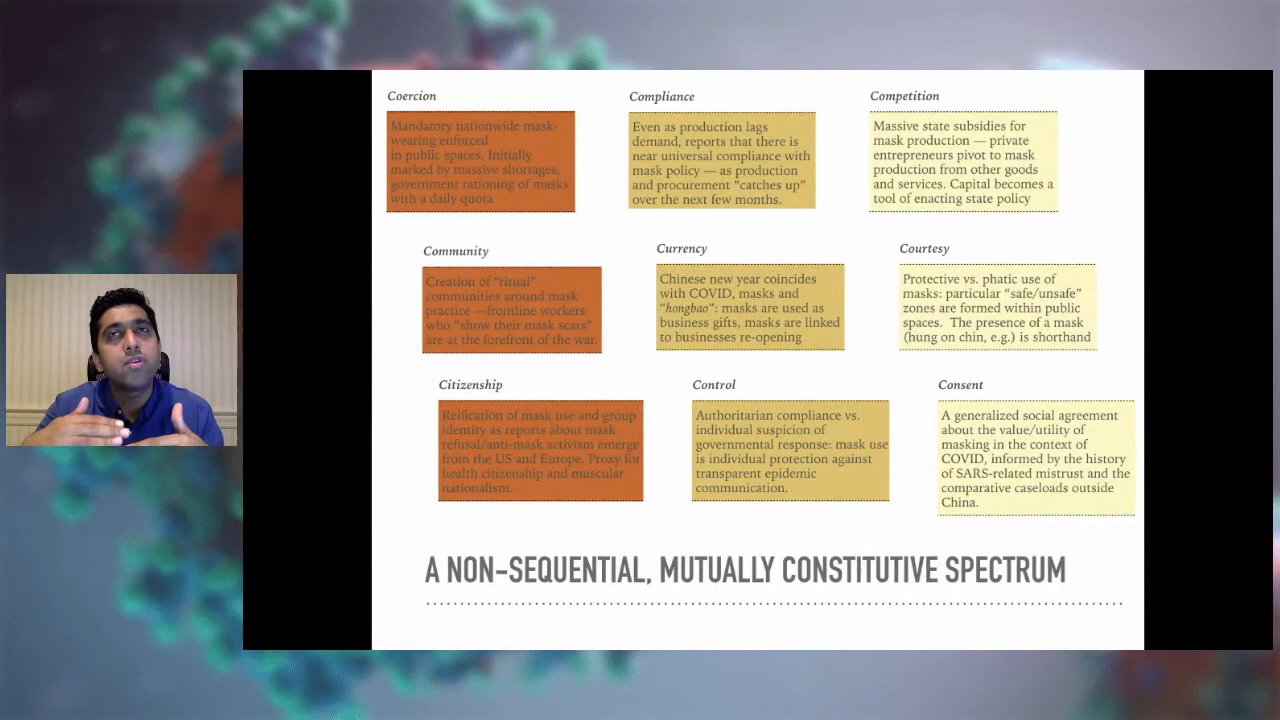 Coercion
Mandatory nationwide mask-
wearing enforced
in public spaces. Initially
marked by massive shortages,
government rationing of masks
with a daily quota
Compliance
Even as production lags
demand, reports that there is
near universal compliance with
mask policy — as production
and procurement “catches up”
over the next few months.
Competition
Massive state subsidies for
mask production — private
entrepreneurs pivot to mask
production from other goods
and services. Capital becomes a
tool of enacting state policy
Community
Creation of “ritual”
communities around mask
practice —frontline workers
who “show their mask scars”
are at the forefront of the war.
Currency
Chinese new year coincides
with COVID, masks and
“hongbao”: masks are used as
business gifts, masks are linked
to businesses re-opening
Courtesy
Protective vs. phatic use of
masks: particular “safe/unsafe”
zones are formed within public
spaces. The presence of a mask
(hung on chin, e.g.) is shorthand
Citizenship
Reification of mask use and group
identity as reports about mask
refusal/anti-mask activism emerge
from the US and Europe. Proxy for
health citizenship and muscular
nationalism.
Control
Authoritarian compliance vs.
individual suspicion of
governmental response: mask use
is individual protection against
transparent epidemic
communication.
Consent
A generalized social agreement
about the value/utility of
masking in the context of
COVID, informed by the history
of SARS-related mistrust and the
comparative caseloads outside
China.
A NON-SEQUENTIAL, MUTUALLY CONSTITUTIVE SPECTRUM